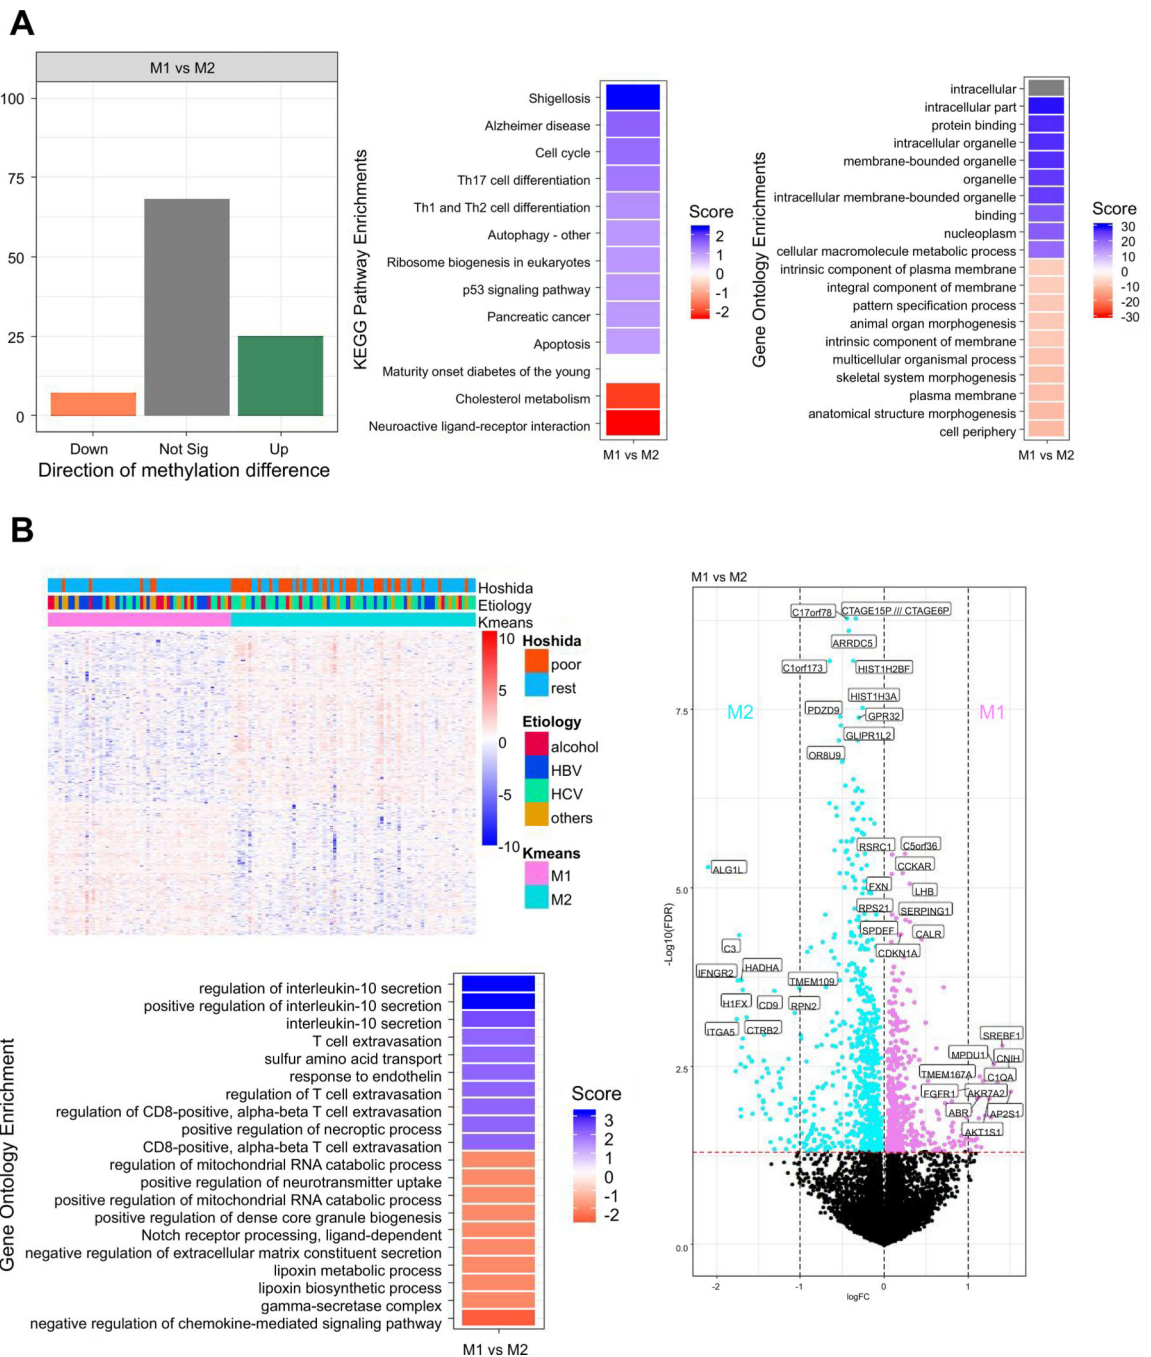 A
M1 vs M2
100
75
50
25
0
Down
Not Sig
Up
Direction of methylation difference
KEGG Pathway Enrichments
Shigellosis
Alzheimer disease
Cell cycle
Th17 cell differentiation
Th1 and Th2 cell differentiation
Autophagy - other
Ribosome biogenesis in eukaryotes
p53 signaling pathway
Pancreatic cancer
Apoptosis
Maturity onset diabetes of the young
Cholesterol metabolism
Neuroactive ligand-receptor interaction
M1 vs M2
Score
2
1
0
-1
-2
Gene Ontology Enrichments
intracellular
intracellular part
protein binding
intracellular organelle
membrane-bounded organelle
organelle
intracellular membrane-bounded organelle
binding
nucleoplasm
cellular macromolecule metabolic process
intrinsic component of plasma membrane
integral component of membrane
pattern specification process
animal organ morphogenesis
intrinsic component of membrane
multicellular organismal process
skeletal system morphogenesis
plasma membrane
anatomical structure morphogenesis
cell periphery
M1 vs M2
Score
30
20
10
0
-10
-20
-30
B
Hoshida
Etiology
Kmeans
10
5
0
-5
-10
Hoshida
poor
rest
Etiology
alcohol
HBV
HCV
others
Kmeans
M1
M2
Gene Ontology Enrichment
regulation of interleukin-10 secretion
positive regulation of interleukin-10 secretion
interleukin-10 secretion
T cell extravasation
sulfur amino acid transport
response to endothelin
regulation of T cell extravasation
regulation of CD8-positive, alpha-beta T cell extravasation
positive regulation of necroptic process
CD8-positive, alpha-beta T cell extravasation
regulation of mitochondrial RNA catabolic process
positive regulation of neurotransmitter uptake
positive regulation of mitochondrial RNA catabolic process
positive regulation of dense core granule biogenesis
Notch receptor processing, ligand-dependent
negative regulation of extracellular matrix constituent secretion
lipoxin metabolic process
lipoxin biosynthetic process
gamma-secretase complex
negative regulation of chemokine-mediated signaling pathway
M1 vs M2
Score
3
2
1
0
-1
-2
M1 vs M2
-Log10(FDR)
7.5
5.0
2.5
0.0
-2
-1
0
1
logFC
M2
M1
C17orf78
CTAGE15P /// CTAGE6P
ARRDC5
C1orf173
HIST1H2BF
HIST1H3A
PDZD9
GPR32
GLIPR1L2
OR8U9
RSRC1
C5orf36
CCKAR
ALG1L
FXN
LHB
RPS21
SERPING1
SPDEF
CALR
C3
CDKN1A
IFNGR2
HADHA
TMEM109
H1FX
CD9
RPN2
ITGA5
CTRB2
SREBF1
MPDU1
CNIH
TMEM167A
C1QA
FGFR1
AKR7A2
ABR
AP2S1
AKT1S1